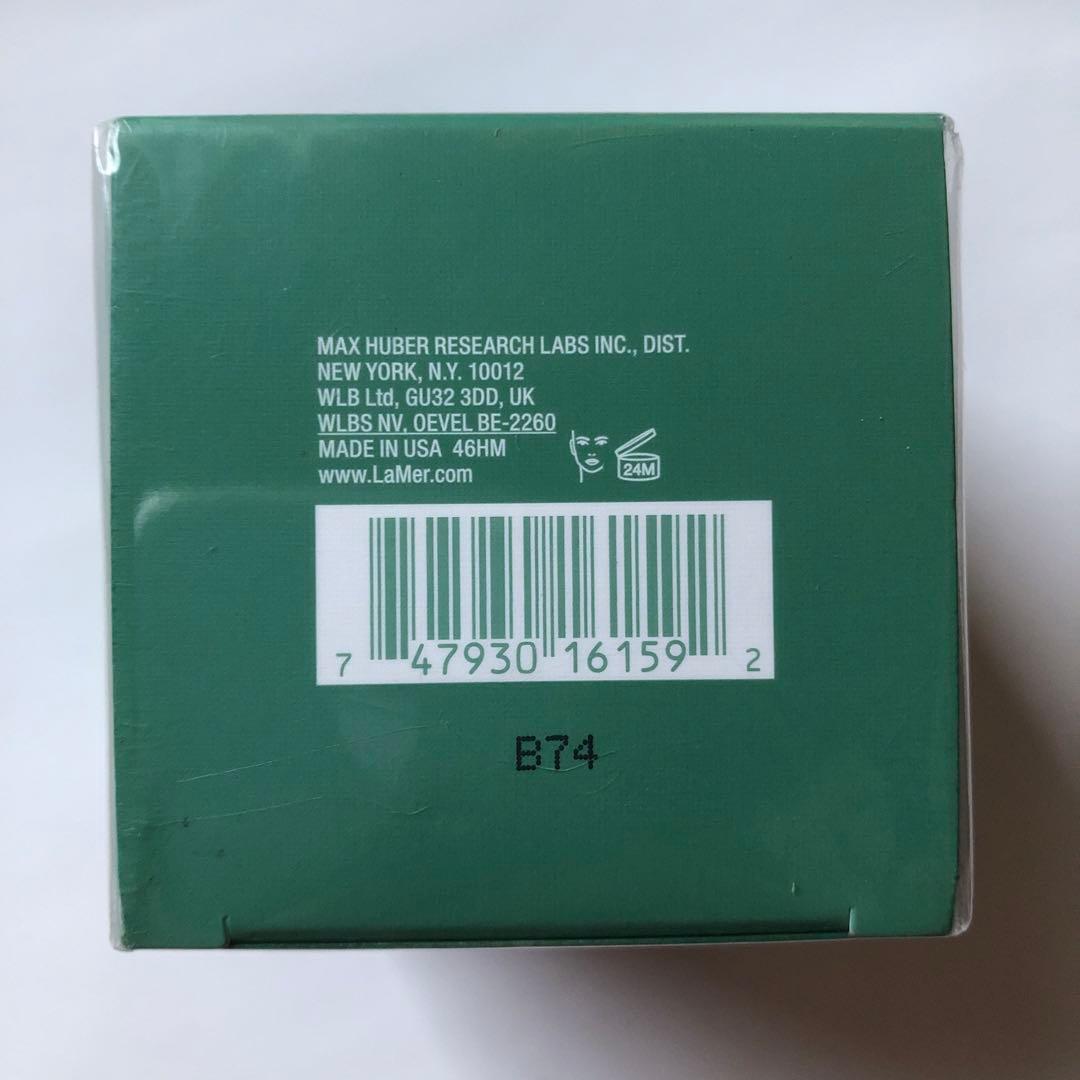 MAX HUBER RESEARCH LABS INC., DIST.
NEW YORK, N.Y. 10012
WLB Ltd, GU32 3DD, UK
WLBS NV, OEVEL BE-2260
MADE IN USA 46HM
www.LaMer.com
24M
7 47930 16159 2
B74